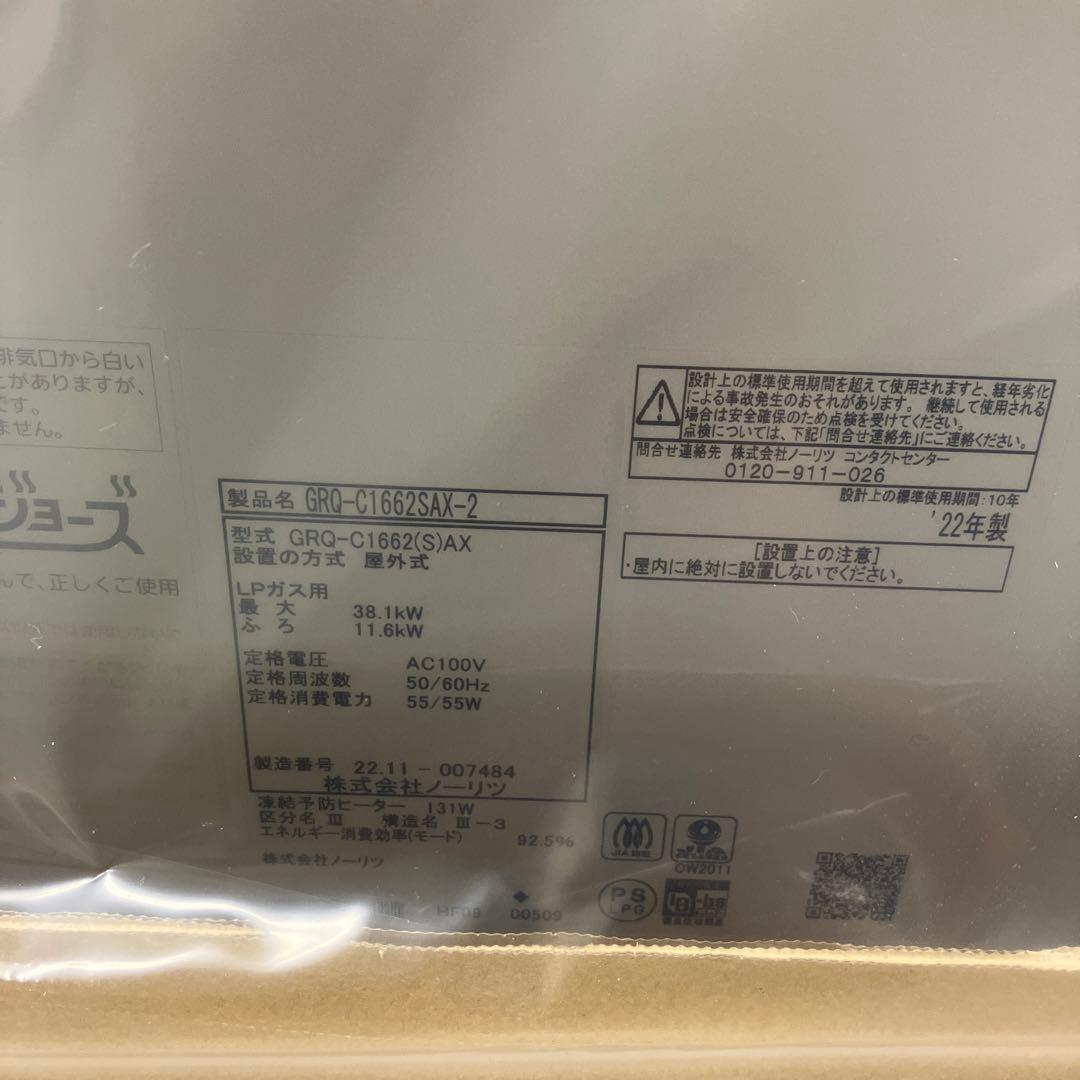 排気口から白い
とがありますが、
です。
ません。
ジョーズ
んで、正しくご使用
製品名 GRQ-C1662SAX-2
型式 GRQ-C1662(S)AX
設置の方式 屋外式
LPガス用
最大 38.1kW
ふろ 11.6kW
定格電圧 AC100V
定格周波数 50/60Hz
定格消費電力 55/55W
製造番号 22.11-007484
株式会社ノーリツ
凍結予防ヒーター 131W
区分名 Ⅲ 構造名 Ⅲ-3
エネルギー消費効率(モード) 92.5%
株式会社ノーリツ
HF09 D0509
設計上の標準使用期間を超えて使用されますと、経年劣化
による事故発生のおそれがあります。 継続して使用される
場合は安全確保のため点検を受けてください。
点検については、下記「問合せ連絡先」にご連絡ください。
問合せ連絡先 株式会社ノーリツ コンタクトセンター
0120-911-026
設計上の標準使用期間:10年
'22年製
[設置上の注意]
・屋内に絶対に設置しないでください。
JIA
OW2011
PS
LPG